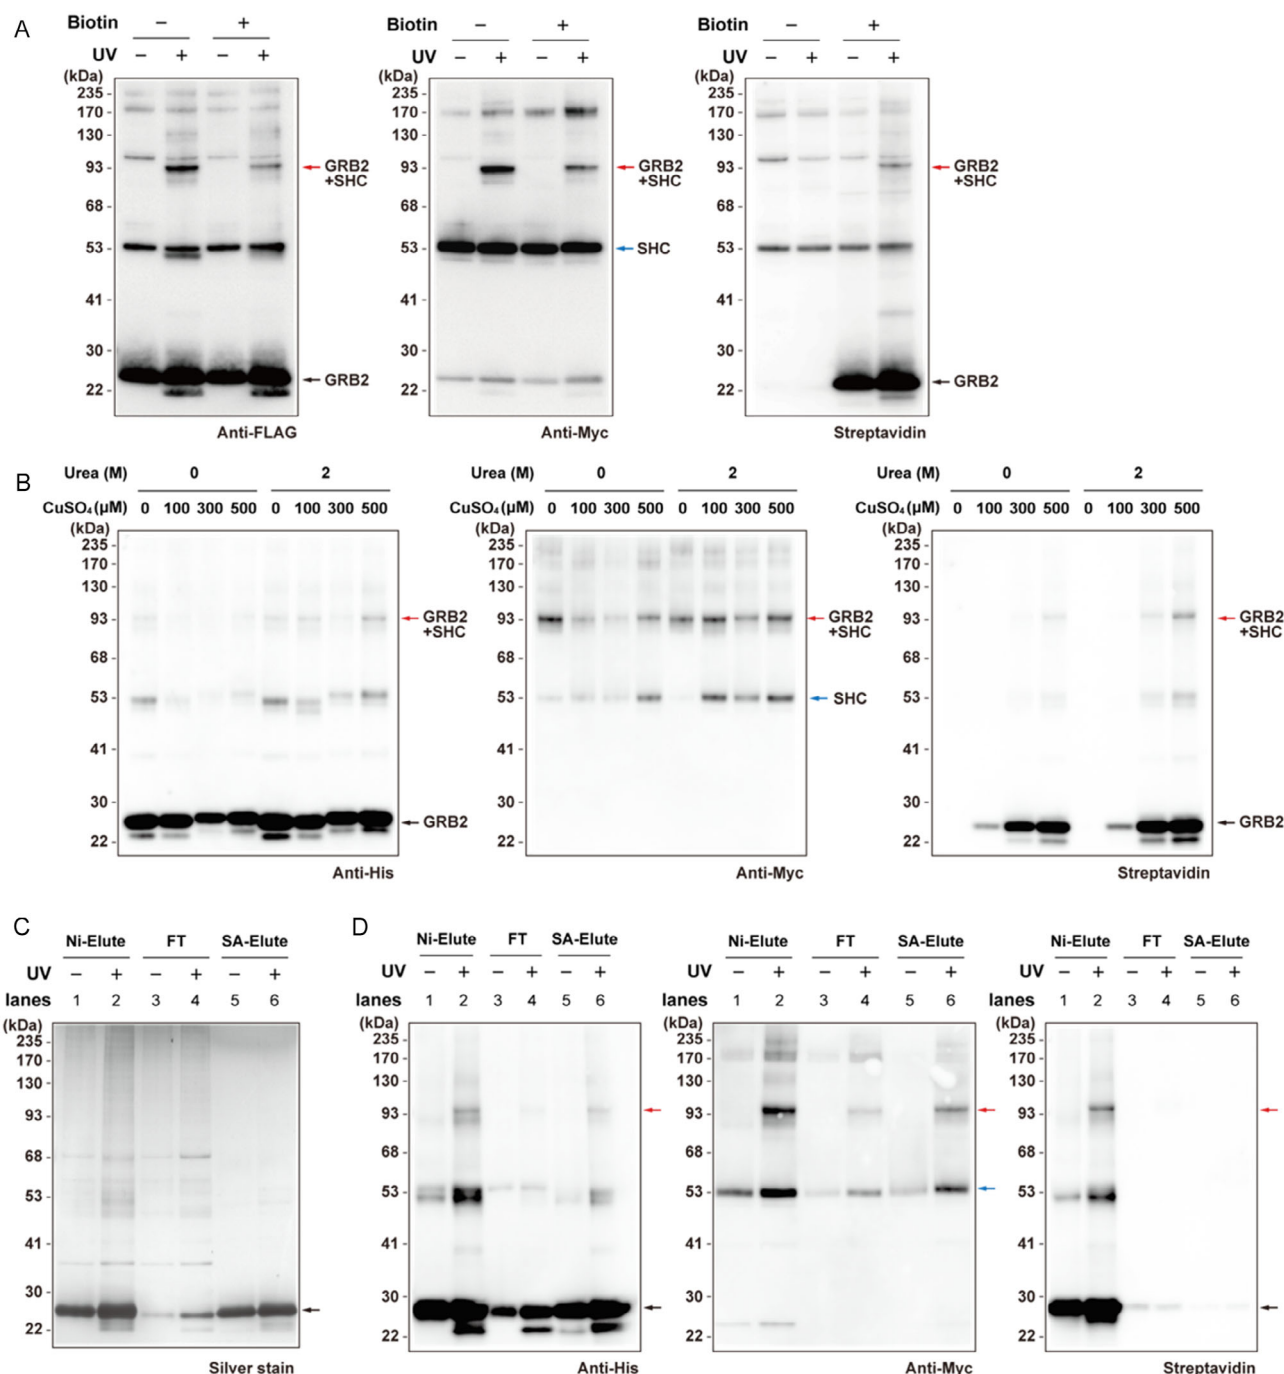 A
Biotin − +
UV − + − +
(kDa)
235
170
130
93
68
53
41
30
22
GRB2
+SHC
GRB2
Anti-FLAG
Biotin − +
UV − + − +
(kDa)
235
170
130
93
68
53
41
30
22
GRB2
+SHC
SHC
Anti-Myc
Biotin − +
UV − + − +
(kDa)
235
170
130
93
68
53
41
30
22
GRB2
+SHC
GRB2
Streptavidin
B
Urea (M) 0 2
CuSO4 (µM) 0 100 300 500 0 100 300 500
(kDa)
235
170
130
93
68
53
41
30
22
GRB2
+SHC
GRB2
Anti-His
Urea (M) 0 2
CuSO4 (µM) 0 100 300 500 0 100 300 500
(kDa)
235
170
130
93
68
53
41
30
22
GRB2
+SHC
SHC
Anti-Myc
Urea (M) 0 2
CuSO4 (µM) 0 100 300 500 0 100 300 500
(kDa)
235
170
130
93
68
53
41
30
22
GRB2
+SHC
GRB2
Streptavidin
C
Ni-Elute FT SA-Elute
UV − + − + − +
lanes 1 2 3 4 5 6
(kDa)
235
170
130
93
68
53
41
30
22
Silver stain
D
Ni-Elute FT SA-Elute
UV − + − + − +
lanes 1 2 3 4 5 6
(kDa)
235
170
130
93
68
53
41
30
22
Anti-His
Ni-Elute FT SA-Elute
UV − + − + − +
lanes 1 2 3 4 5 6
(kDa)
235
170
130
93
68
53
41
30
22
Anti-Myc
Ni-Elute FT SA-Elute
UV − + − + − +
lanes 1 2 3 4 5 6
(kDa)
235
170
130
93
68
53
41
30
22
Streptavidin